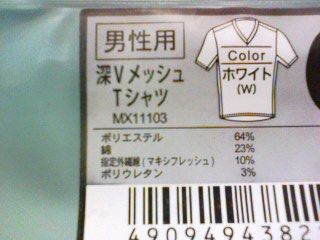 男性用
深Vメッシュ
Tシャツ
MX11103
Color
ホワイト
(W)
ポリエステル 64%
綿 23%
指定外繊維(マキシフレッシュ) 10%
ポリウレタン 3%
490949438 2